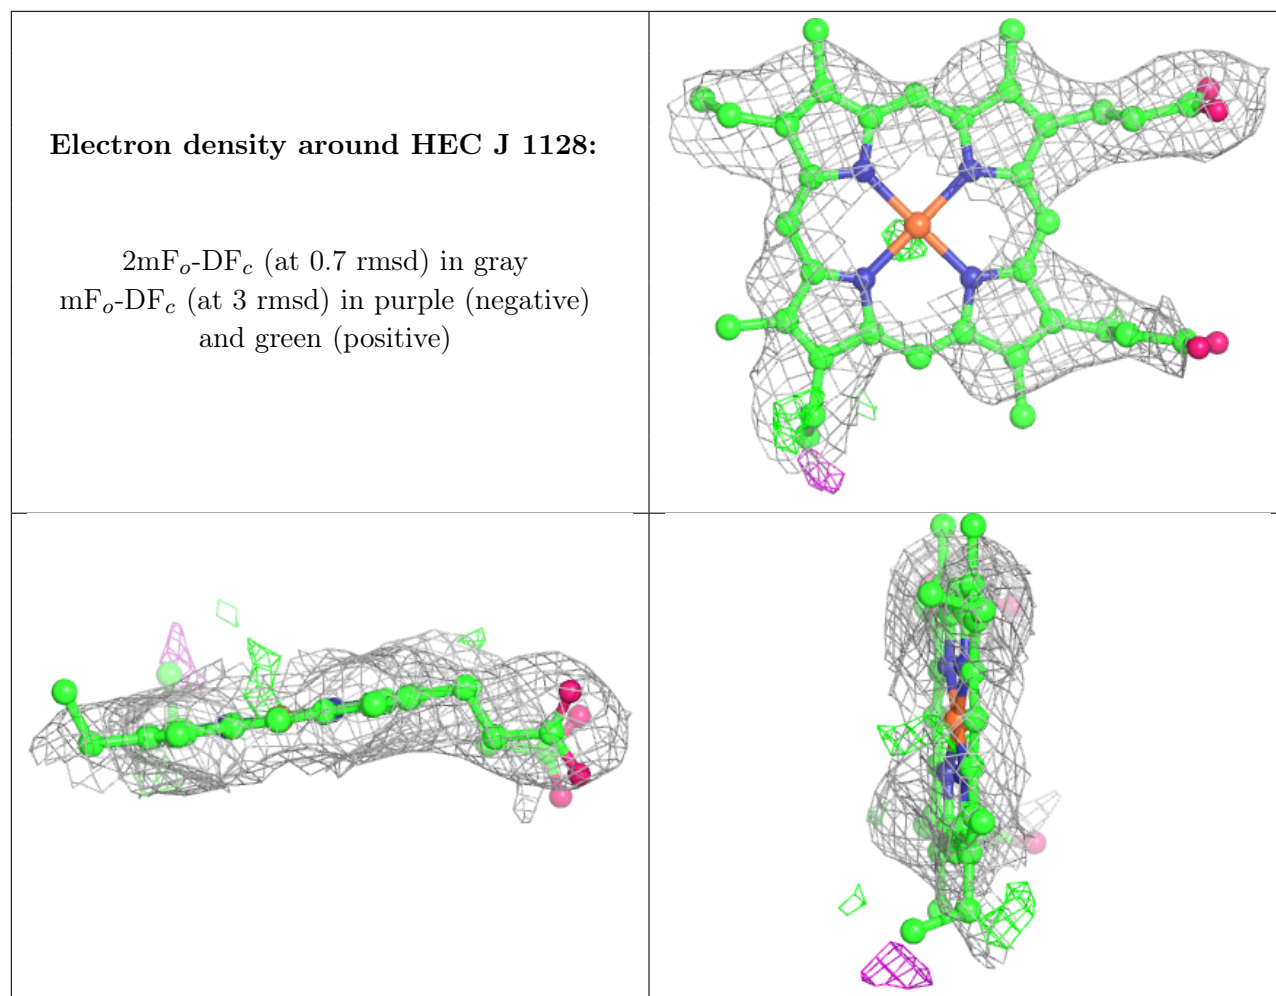 Electron density around HEC J 1128:
2mFo-DFc (at 0.7 rmsd) in gray
mFo-DFc (at 3 rmsd) in purple (negative)
and green (positive)